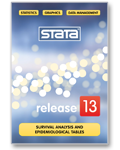 STATISTICS GRAPHICS DATA MANAGEMENT
STATA
release 13
SURVIVAL ANALYSIS AND
EPIDEMIOLOGICAL TABLES